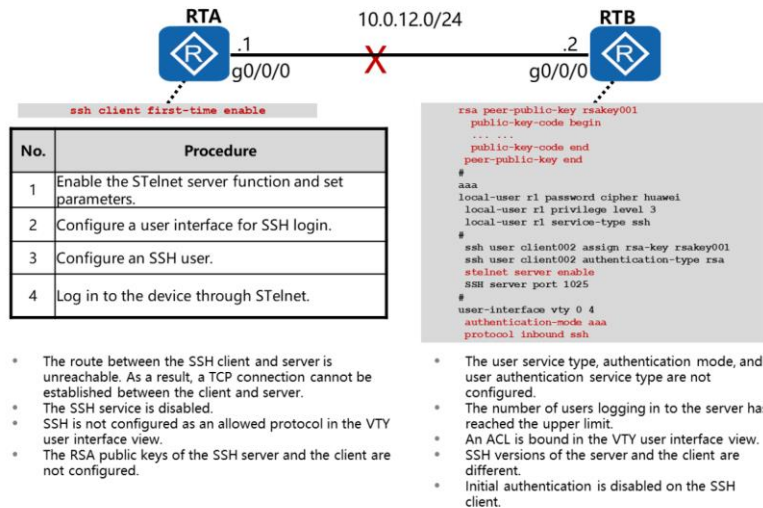 RTA
10.0.12.0/24
RTB
R
.1
X
.2
R
g0/0/0
g0/0/0
ssh client first-time enable
No.
Procedure
1
Enable the STelnet server function and set
parameters.
2
Configure a user interface for SSH login.
3
Configure an SSH user.
4
Log in to the device through STelnet.
rsa peer-public-key rsakey001
public-key-code begin
... ...
public-key-code end
peer-public-key end
#
aaa
local-user r1 password cipher huawei
local-user r1 privilege level 3
local-user r1 service-type ssh
#
ssh user client002 assign rsa-key rsakey001
ssh user client002 authentication-type rsa
stelnet server enable
SSH server port 1025
#
user-interface vty 0 4
authentication-mode aaa
protocol inbound ssh
The route between the SSH client and server is
unreachable. As a result, a TCP connection cannot be
established between the client and server.
The SSH service is disabled.
SSH is not configured as an allowed protocol in the VTY
user interface view.
The RSA public keys of the SSH server and the client are
not configured.
The user service type, authentication mode, and
user authentication service type are not
configured.
The number of users logging in to the server has
reached the upper limit.
An ACL is bound in the VTY user interface view.
SSH versions of the server and the client are
different.
Initial authentication is disabled on the SSH
client.